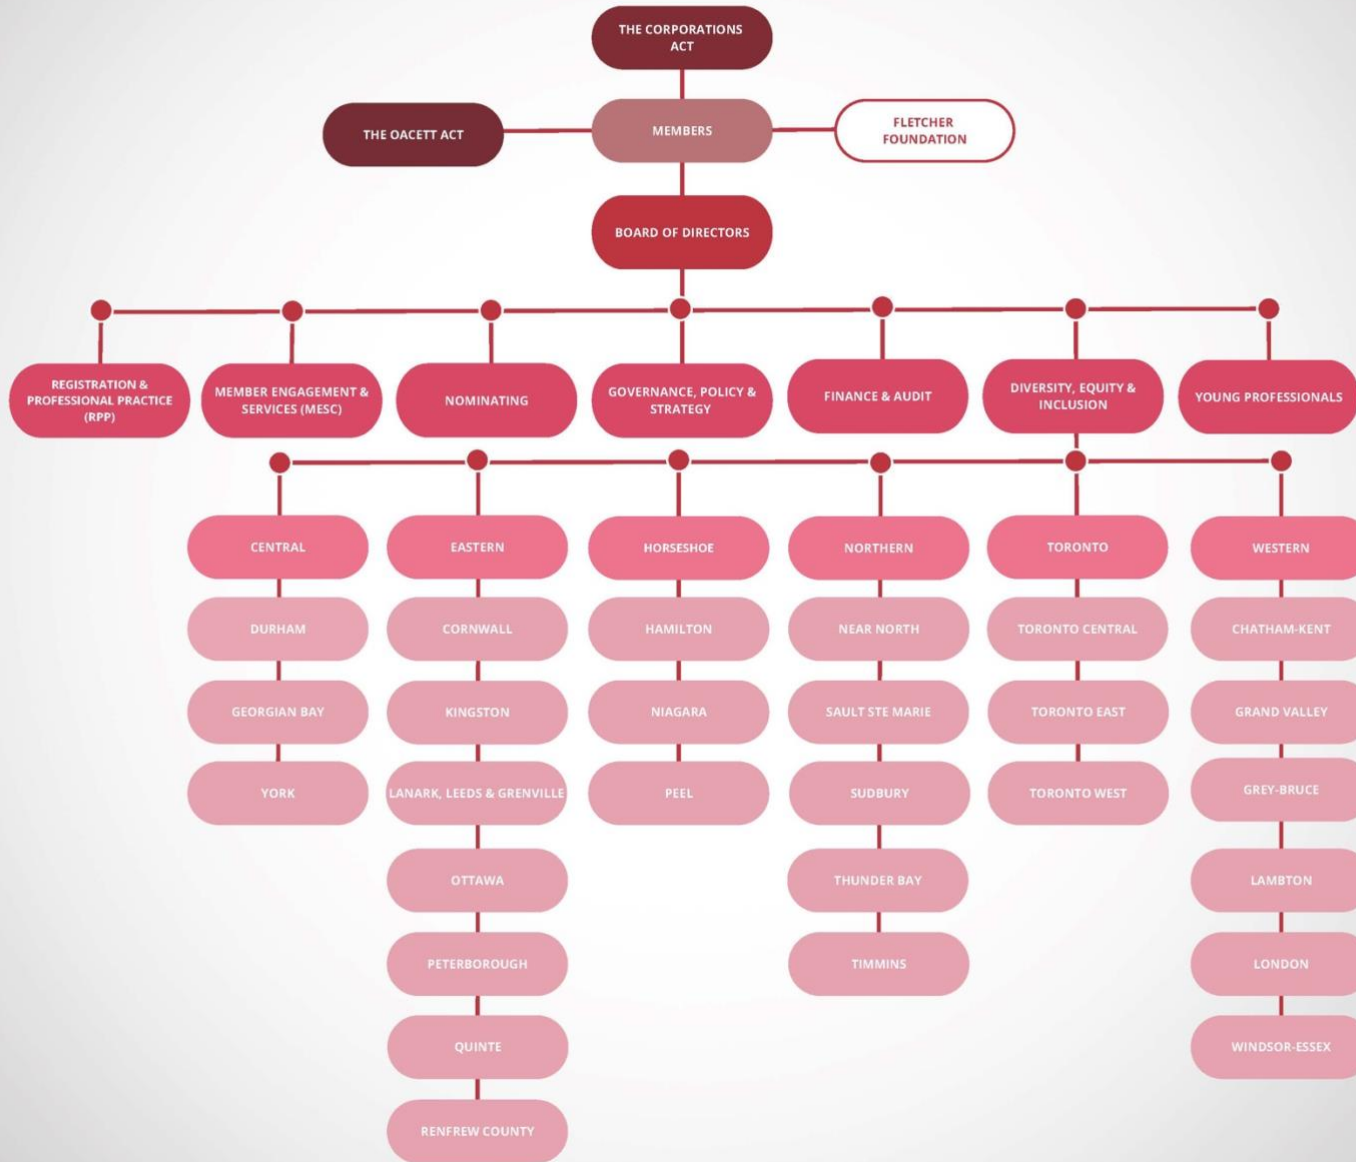 THE CORPORATIONS
ACT
THE OACETT ACT
MEMBERS
FLETCHER
FOUNDATION
BOARD OF DIRECTORS
REGISTRATION &
PROFESSIONAL PRACTICE
(RPP)
MEMBER ENGAGEMENT &
SERVICES (MESC)
NOMINATING
GOVERNANCE, POLICY &
STRATEGY
FINANCE & AUDIT
DIVERSITY, EQUITY &
INCLUSION
YOUNG PROFESSIONALS
CENTRAL
EASTERN
HORSESHOE
NORTHERN
TORONTO
WESTERN
DURHAM
CORNWALL
HAMILTON
NEAR NORTH
TORONTO CENTRAL
CHATHAM-KENT
GEORGIAN BAY
KINGSTON
NIAGARA
SAULT STE MARIE
TORONTO EAST
GRAND VALLEY
YORK
LANARK, LEEDS & GRENVILLE
PEEL
SUDBURY
TORONTO WEST
GREY-BRUCE
OTTAWA
THUNDER BAY
LAMBTON
PETERBOROUGH
TIMMINS
LONDON
QUINTE
WINDSOR-ESSEX
RENFREW COUNTY